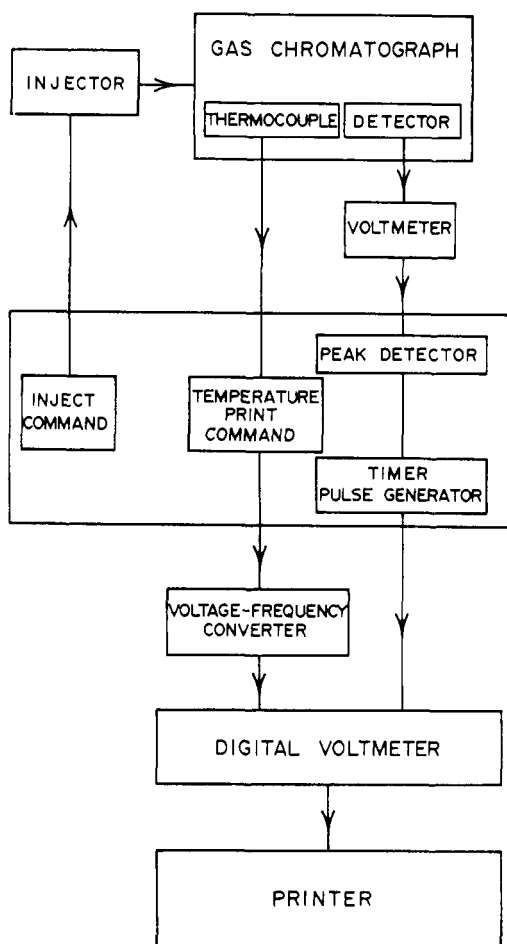 GAS CHROMATOGRAPH
INJECTOR
THERMOCOUPLE
DETECTOR
VOLTMETER
PEAK DETECTOR
INJECT
COMMAND
TEMPERATURE
PRINT
COMMAND
TIMER
PULSE GENERATOR
VOLTAGE-FREQUENCY
CONVERTER
DIGITAL VOLTMETER
PRINTER